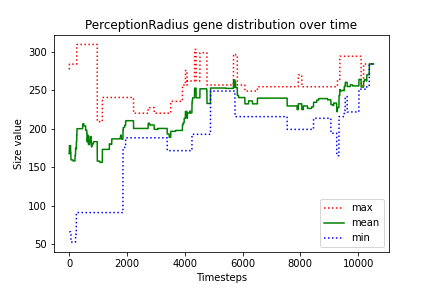 PerceptionRadius gene distribution over time
Size value
300
250
200
150
100
50
0
2000
4000
6000
8000
10000
Timesteps
max
mean
min